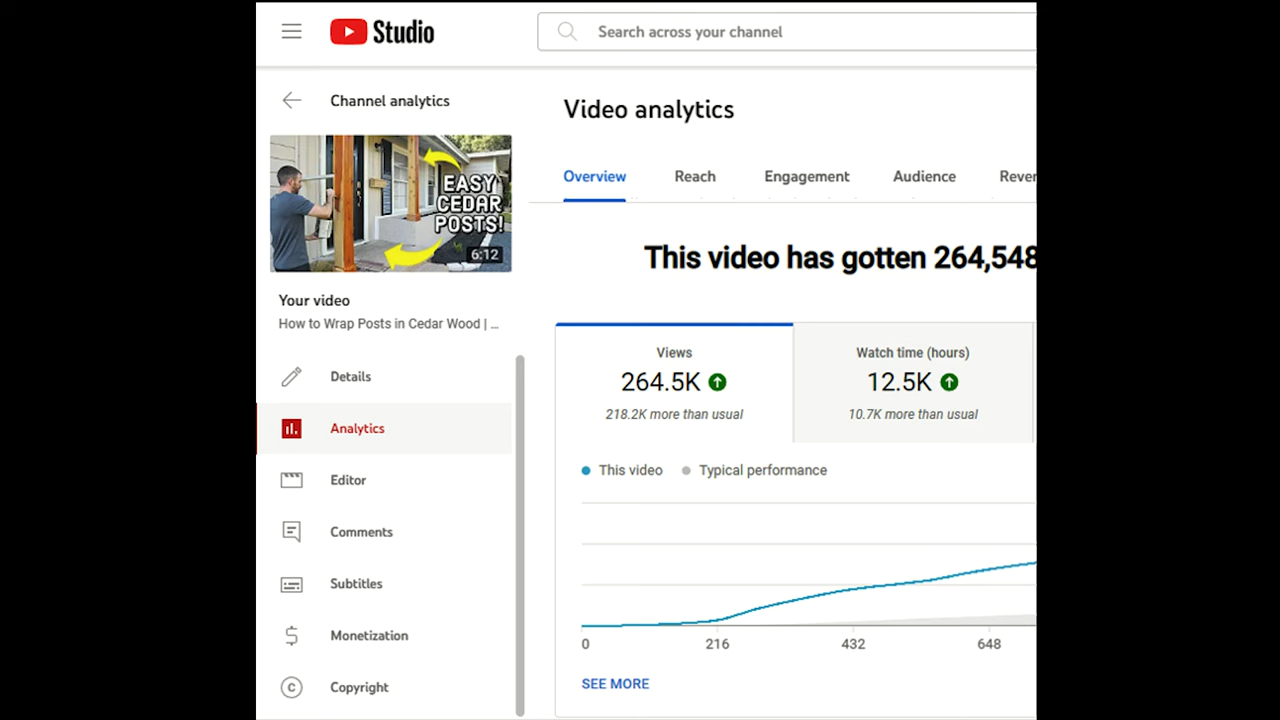 Studio
Search across your channel
Channel analytics
EASY
CEDAR
POSTS!
6:12
Your video
How to Wrap Posts in Cedar Wood | ...
Details
Analytics
Editor
Comments
Subtitles
Monetization
Copyright
Video analytics
Overview Reach Engagement Audience Rever
This video has gotten 264,548
Views
264.5K
218.2K more than usual
Watch time (hours)
12.5K
10.7K more than usual
This video Typical performance
0 216 432 648
SEE MORE